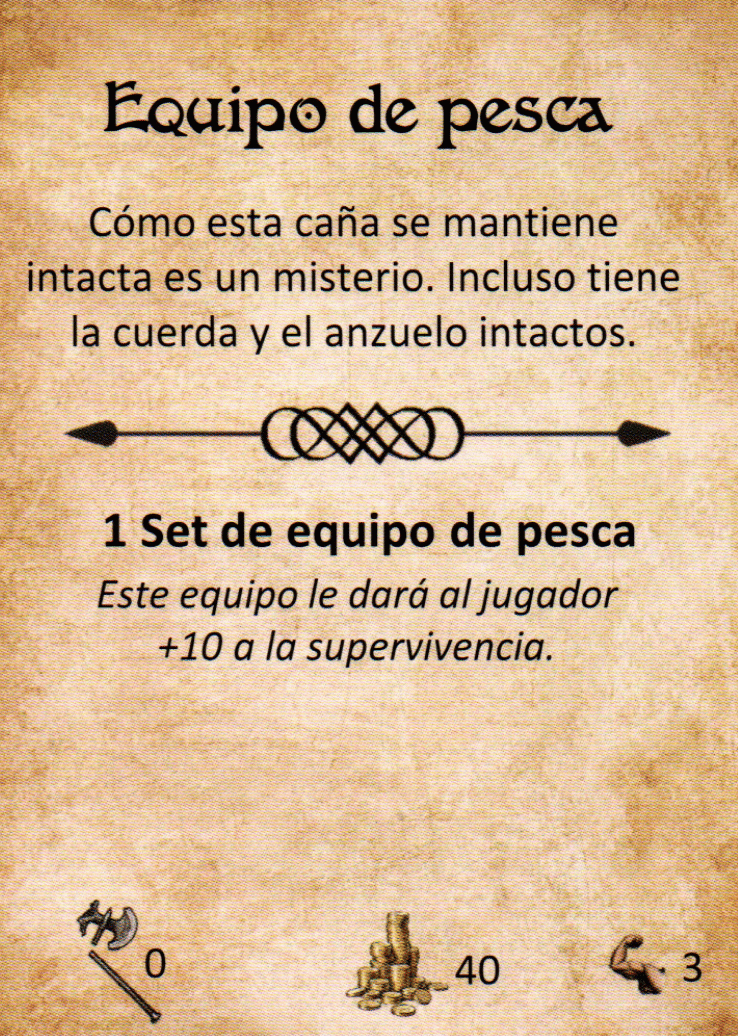 Equipo de pesca
Cómo esta caña se mantiene
intacta es un misterio. Incluso tiene
la cuerda y el anzuelo intactos.
1 Set de equipo de pesca
Este equipo le dará al jugador
+10 a la supervivencia.
0 40 3